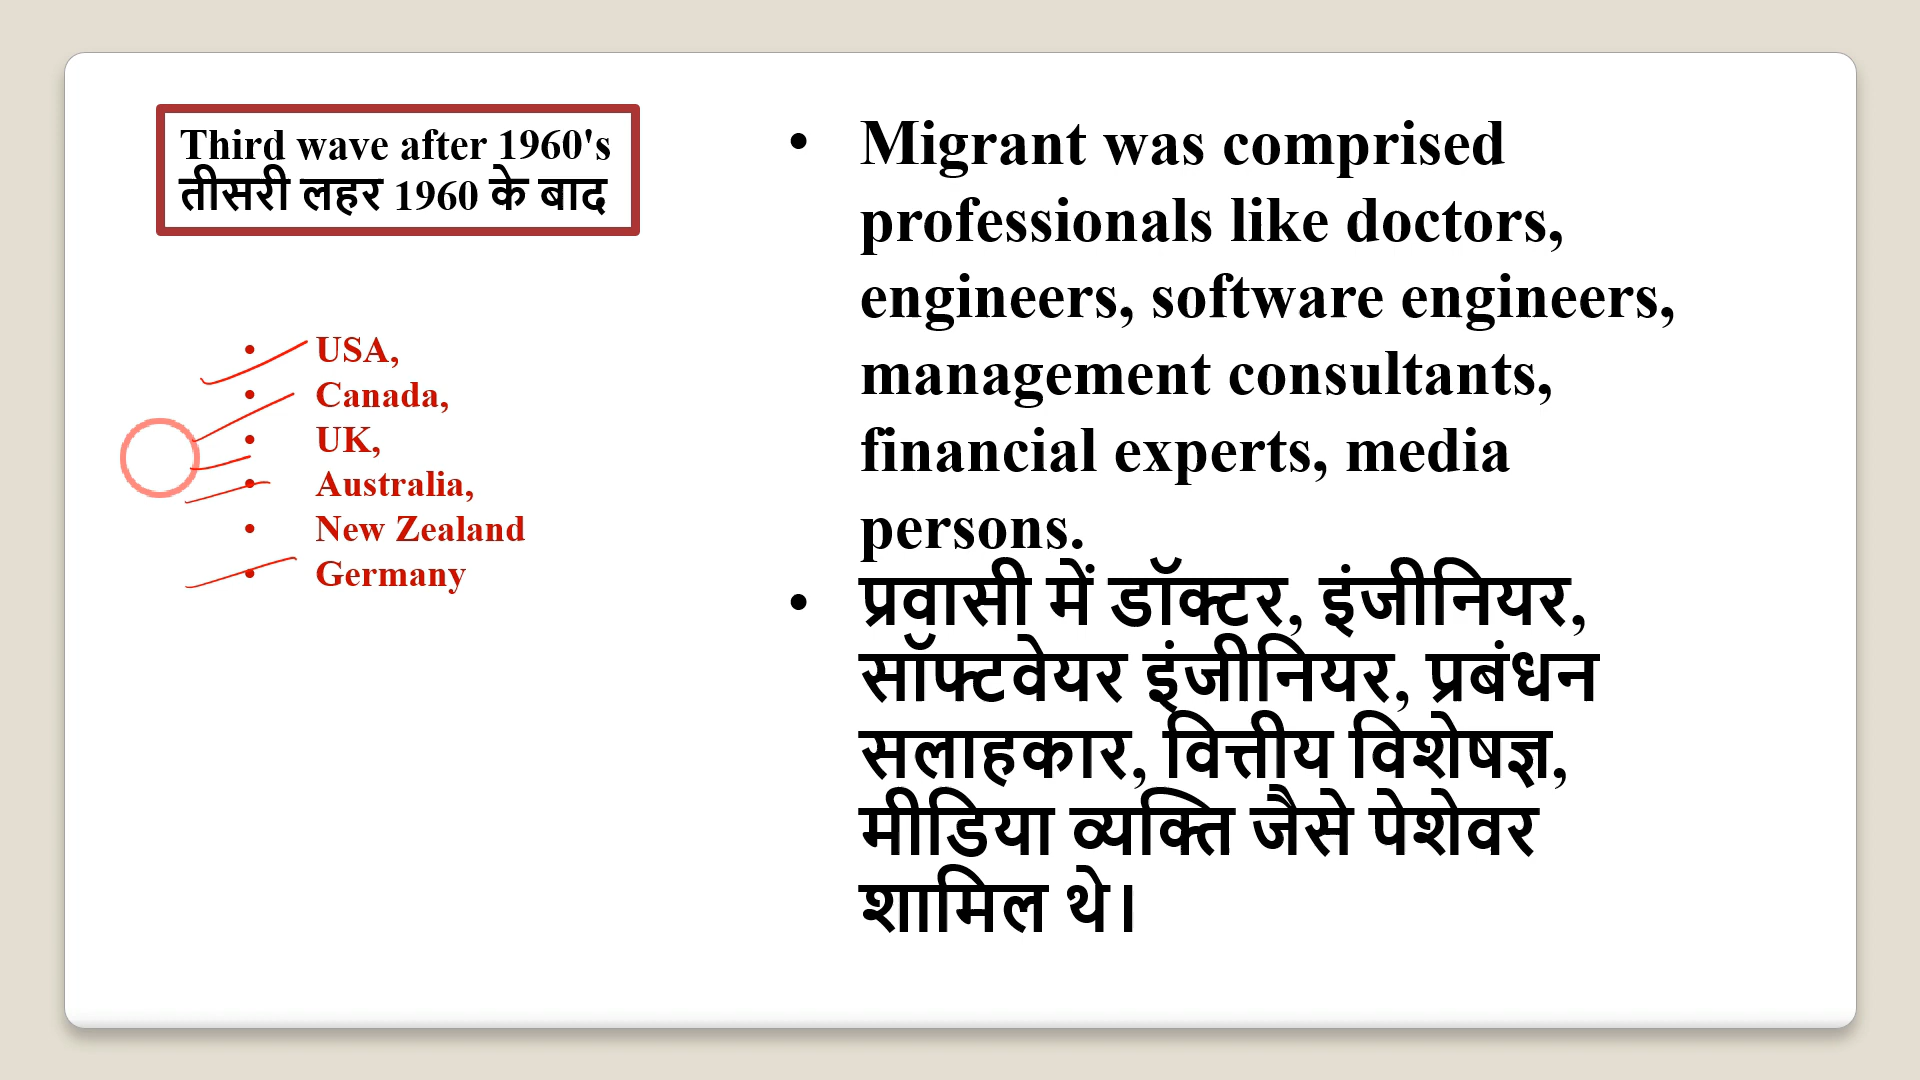 Third wave after 1960's
तीसरी लहर 1960 के बाद
• USA,
• Canada,
• UK,
• Australia,
• New Zealand
• Germany
• Migrant was comprised
professionals like doctors,
engineers, software engineers,
management consultants,
financial experts, media
persons.
• प्रवासी में डॉक्टर, इंजीनियर,
सॉफ्टवेयर इंजीनियर, प्रबंधन
सलाहकार, वित्तीय विशेषज्ञ,
मीडिया व्यक्ति जैसे पेशेवर
शामिल थे।